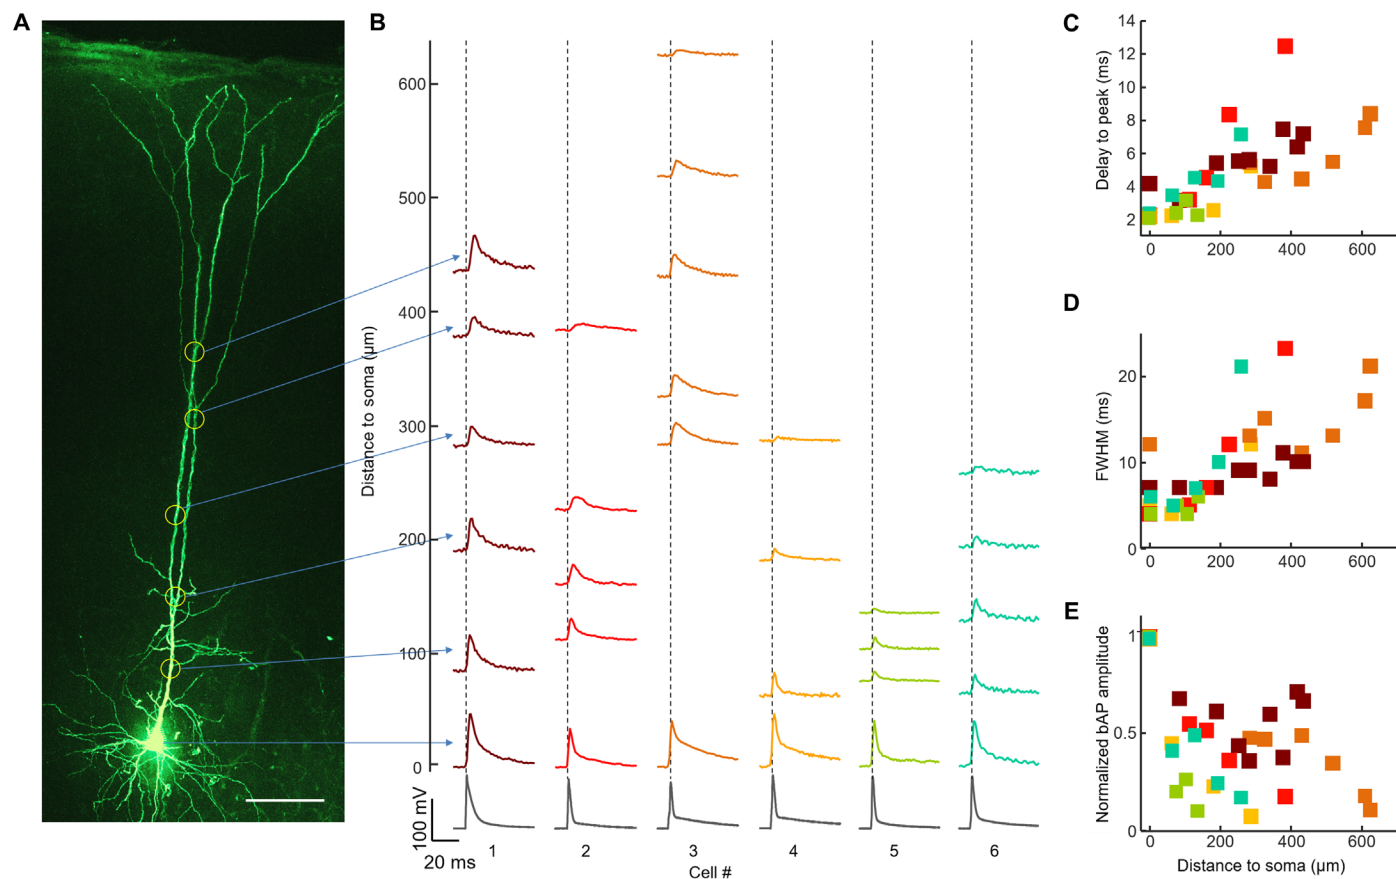 A
B
Distance to soma (μm)
600
500
400
300
200
100
0
100 mV
20 ms
1
2
3
4
5
6
Cell #
C
Delay to peak (ms)
14
12
10
8
6
4
2
0
200
400
600
D
FWHM (ms)
20
10
0
0
200
400
600
E
Normalized bAP amplitude
1
0.5
0
0
200
400
600
Distance to soma (μm)